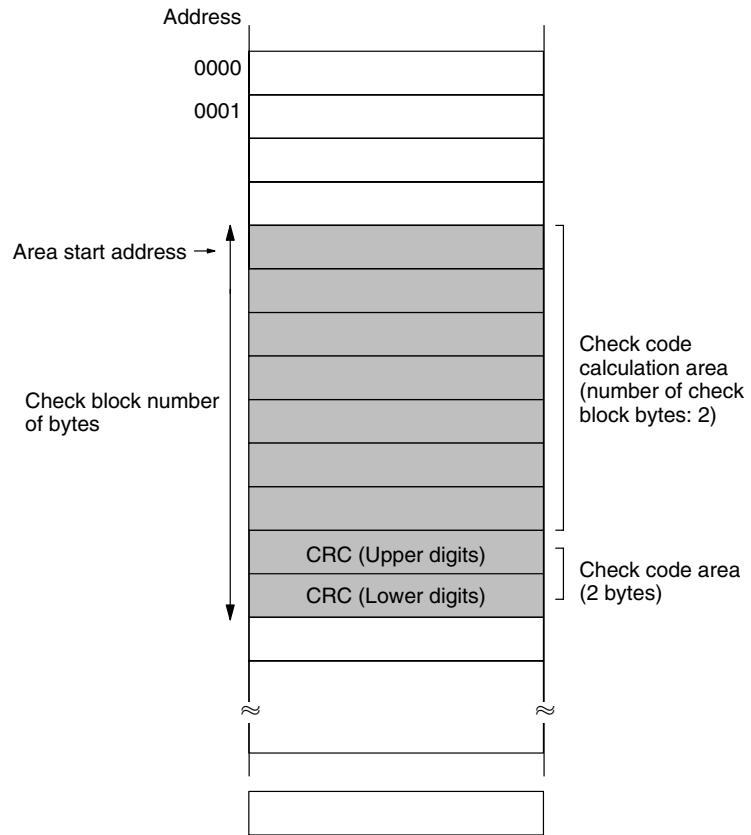 Address
0000
0001
Area start address →
Check block number
of bytes
Check code
calculation area
(number of check
block bytes: 2)
CRC (Upper digits)
CRC (Lower digits)
Check code area
(2 bytes)